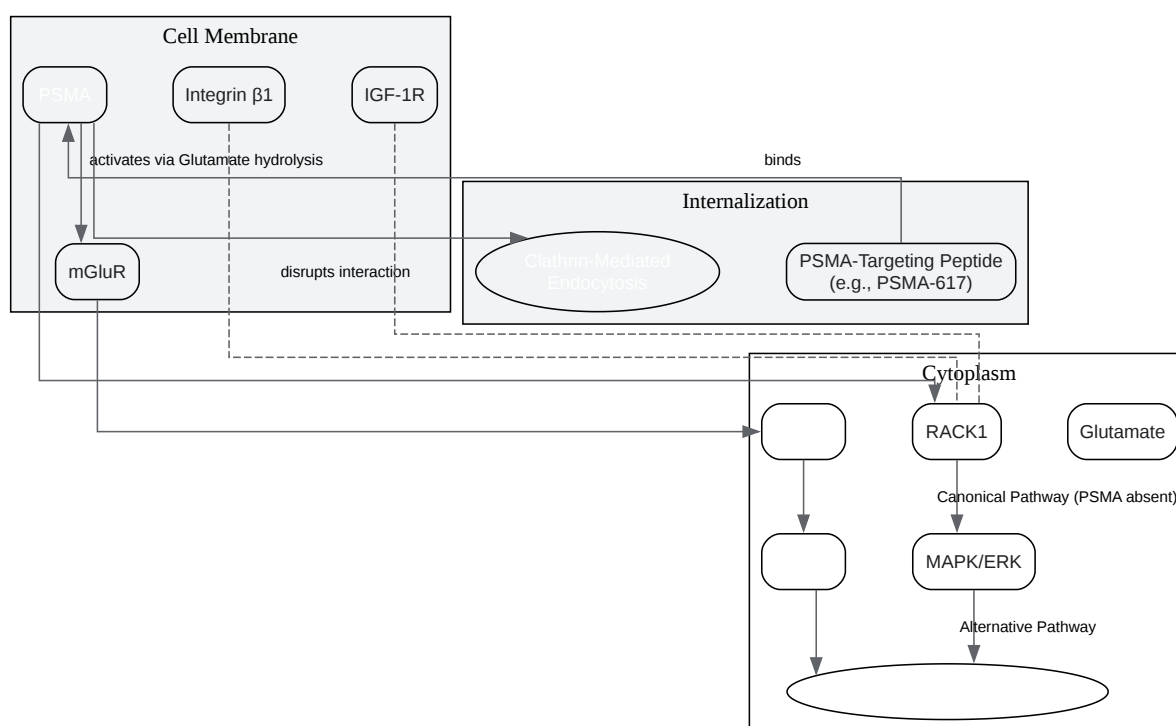 Cell Membrane
PSMA
Integrin β1
IGF-1R
activates via Glutamate hydrolysis
binds
Internalization
mGluR
disrupts interaction
Clathrin-Mediated
Endocytosis
PSMA-Targeting Peptide
(e.g., PSMA-617)
Cytoplasm
RACK1
Glutamate
Canonical Pathway (PSMA absent)
MAPK/ERK
Alternative Pathway